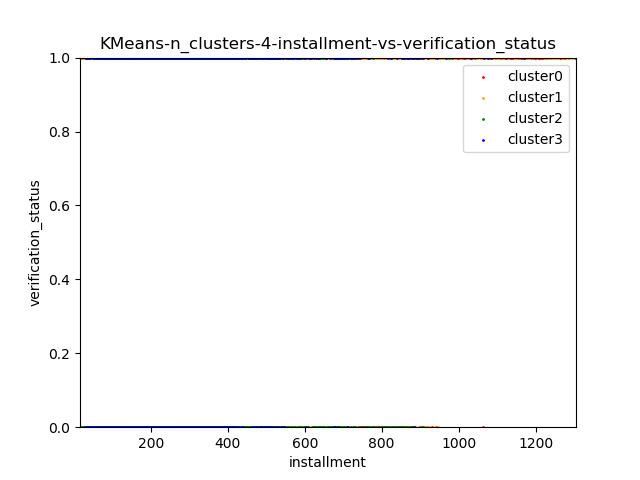 KMeans-n_clusters-4-installment-vs-verification_status
1.0
cluster0
cluster1
0.8
cluster2
cluster3
0.6
verification_status
0.4
0.2
0.0
200 400 600 800 1000 1200
installment